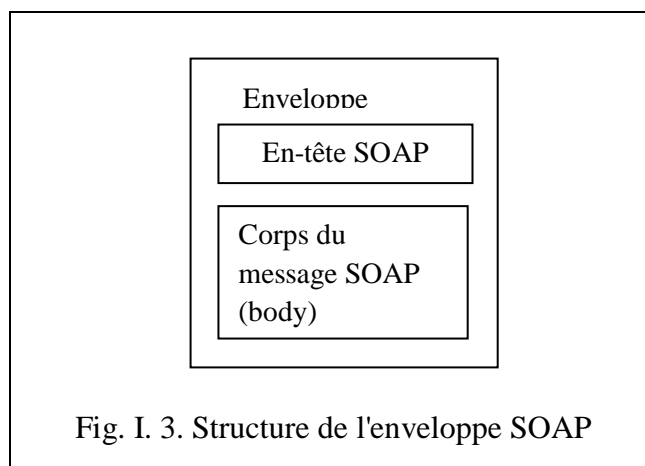 Enveloppe
En-tête SOAP
Corps du
message SOAP
(body)
Fig. I. 3. Structure de l'enveloppe SOAP